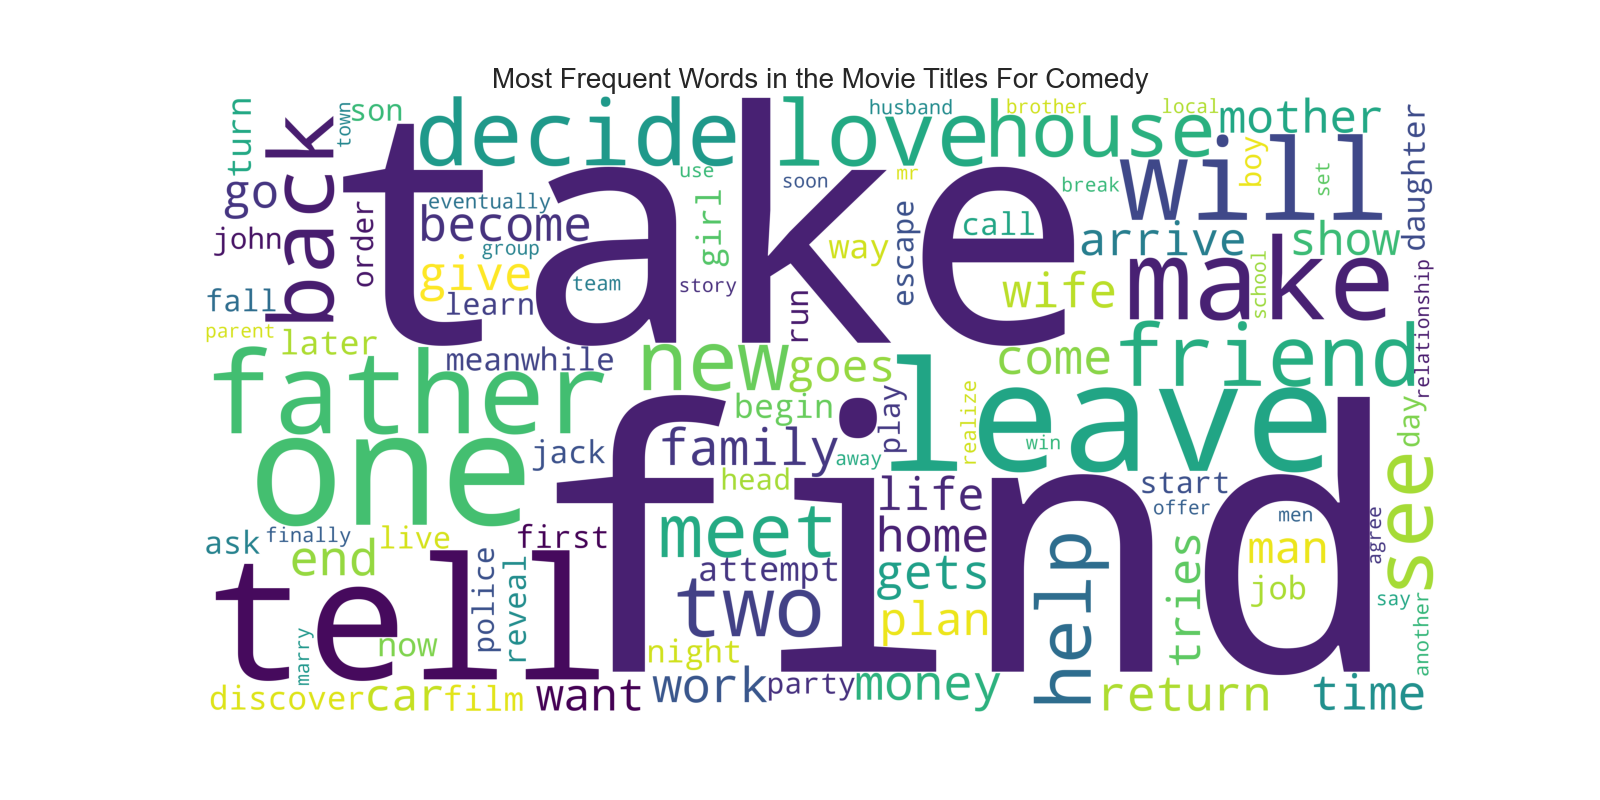 Most Frequent Words in the Movie Titles For Comedy
turn
town
son
back
decide
take
love
husband
house
brother
local
mother
daughter
go
john
order
eventually
become
group
use
girl
soon
mr
way
escape
call
break
arrive
will
boy
set
show
fall
give
learn
team
story
run
wife
make
school
relationship
parent
later
meanwhile
new
goes
come
friend
father
begin
play
leave
realize
win
day
see
one
jack
family
away
head
find
life
start
offer
men
agree
ask
finally
live
end
first
meet
home
man
tell
police
reveal
attempt
gets
help
tries
job
say
another
two
plan
marry
now
night
discover
car
film
want
work
party
money
return
time